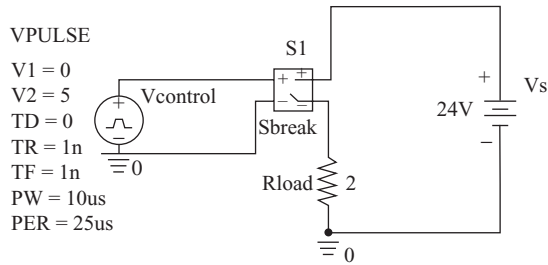 VPULSE
V1 = 0
V2 = 5
TD = 0
TR = 1n
TF = 1n
PW = 10us
PER = 25us
Vcontrol
+
−
0
S1
+ +
− −
Sbreak
Rload 2
0
+
24V
−
Vs